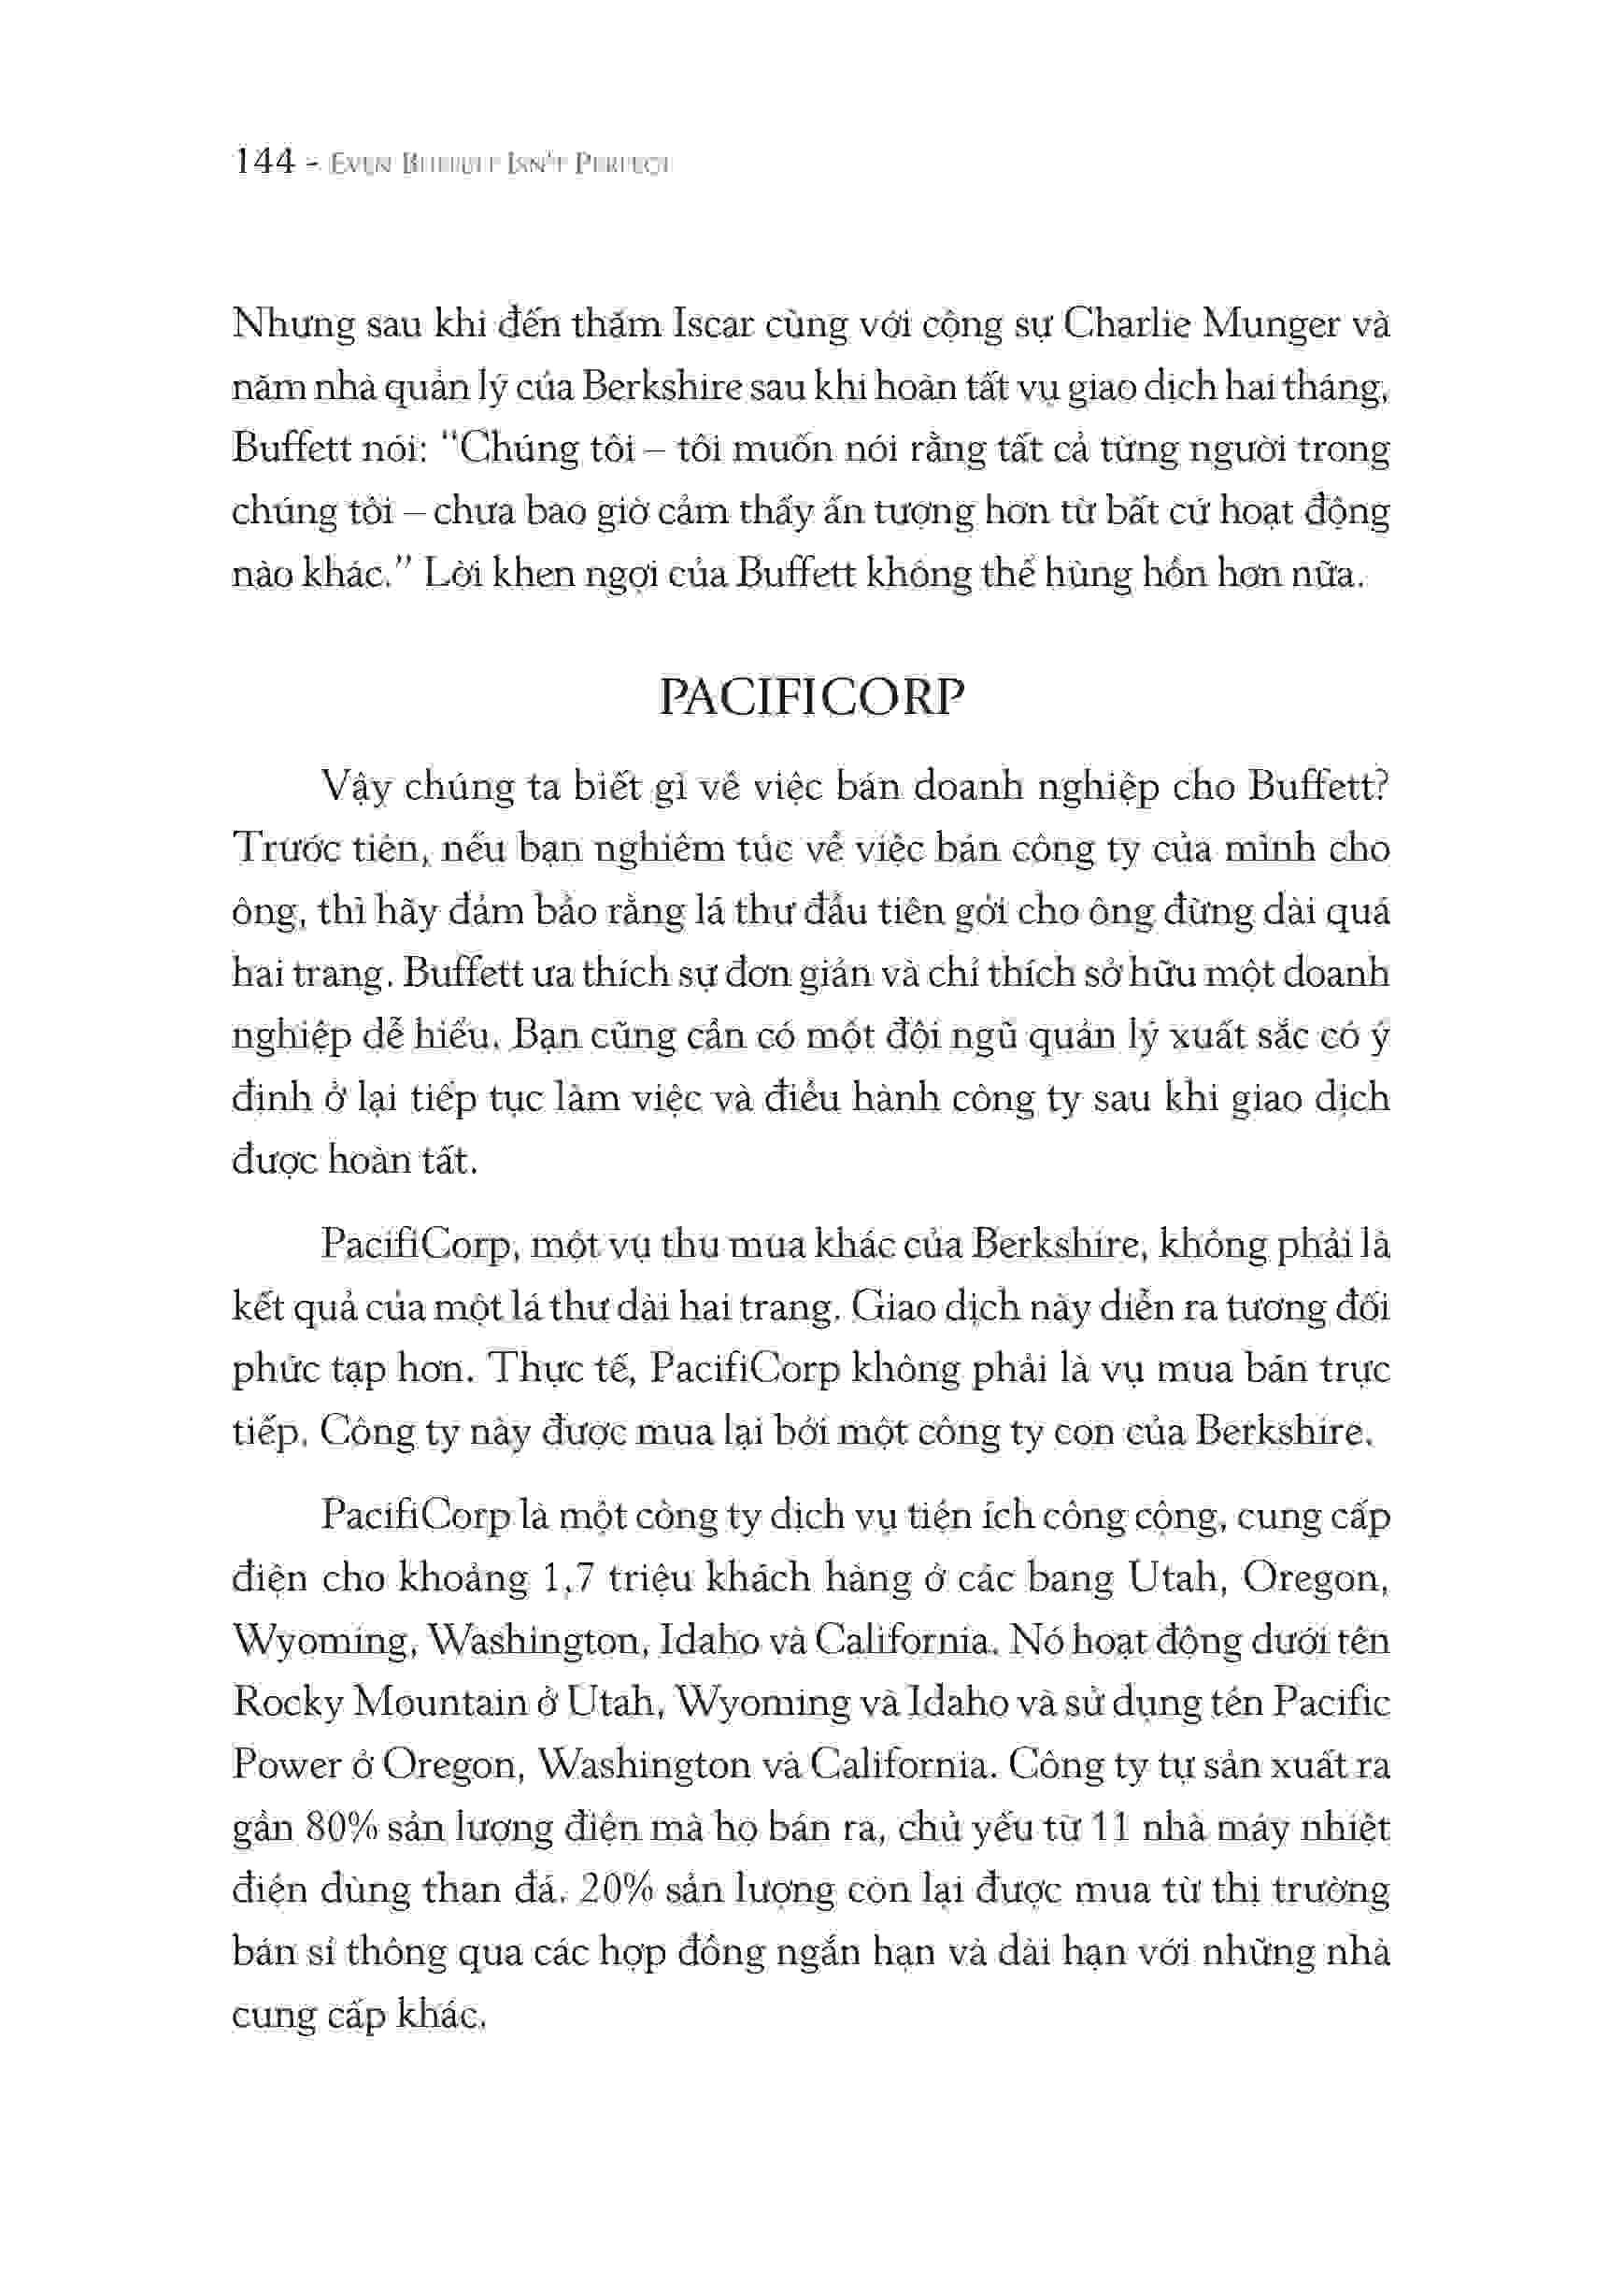 144 - EVEN BUFFETT ISN'T PERFECT
Nhưng sau khi đến thăm Iscar cùng với cộng sự Charlie Munger và
năm nhà quản lý của Berkshire sau khi hoàn tất vụ giao dịch hai tháng,
Buffett nói: “Chúng tôi – tôi muốn nói rằng tất cả từng người trong
chúng tôi – chưa bao giờ cảm thấy ấn tượng hơn từ bất cứ hoạt động
nào khác.” Lời khen ngợi của Buffett không thể hùng hồn hơn nữa.
PACIFICORP
Vậy chúng ta biết gì về việc bán doanh nghiệp cho Buffett?
Trước tiên, nếu bạn nghiêm túc về việc bán công ty của mình cho
ông, thì hãy đảm bảo rằng lá thư đầu tiên gởi cho ông đừng dài quá
hai trang. Buffett ưa thích sự đơn giản và chỉ thích sở hữu một doanh
nghiệp dễ hiểu. Bạn cũng cần có một đội ngũ quản lý xuất sắc có ý
định ở lại tiếp tục làm việc và điều hành công ty sau khi giao dịch
được hoàn tất.
PacifiCorp, một vụ thu mua khác của Berkshire, không phải là
kết quả của một lá thư dài hai trang. Giao dịch này diễn ra tương đối
phức tạp hơn. Thực tế, PacifiCorp không phải là vụ mua bán trực
tiếp. Công ty này được mua lại bởi một công ty con của Berkshire.
PacifiCorp là một công ty dịch vụ tiện ích công cộng, cung cấp
điện cho khoảng 1,7 triệu khách hàng ở các bang Utah, Oregon,
Wyoming, Washington, Idaho và California. Nó hoạt động dưới tên
Rocky Mountain ở Utah, Wyoming và Idaho và sử dụng tên Pacific
Power ở Oregon, Washington và California. Công ty tự sản xuất ra
gần 80% sản lượng điện mà họ bán ra, chủ yếu từ 11 nhà máy nhiệt
điện dùng than đá. 20% sản lượng còn lại được mua từ thị trường
bán sỉ thông qua các hợp đồng ngắn hạn và dài hạn với những nhà
cung cấp khác.